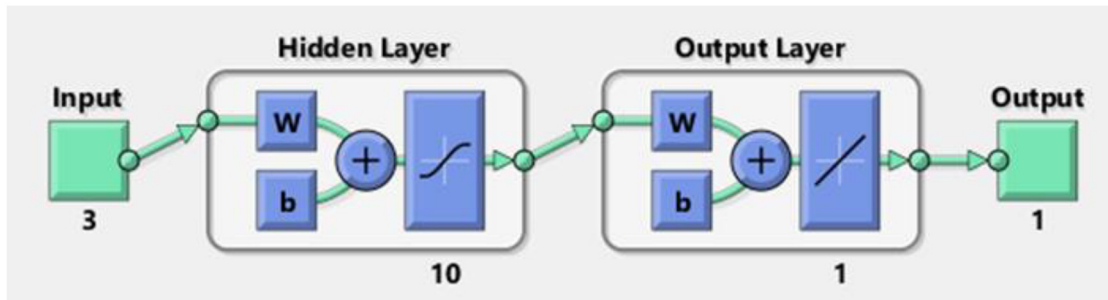 Hidden Layer
Output Layer
Input
Output
W
W
+
+
b
b
3
1
10
1